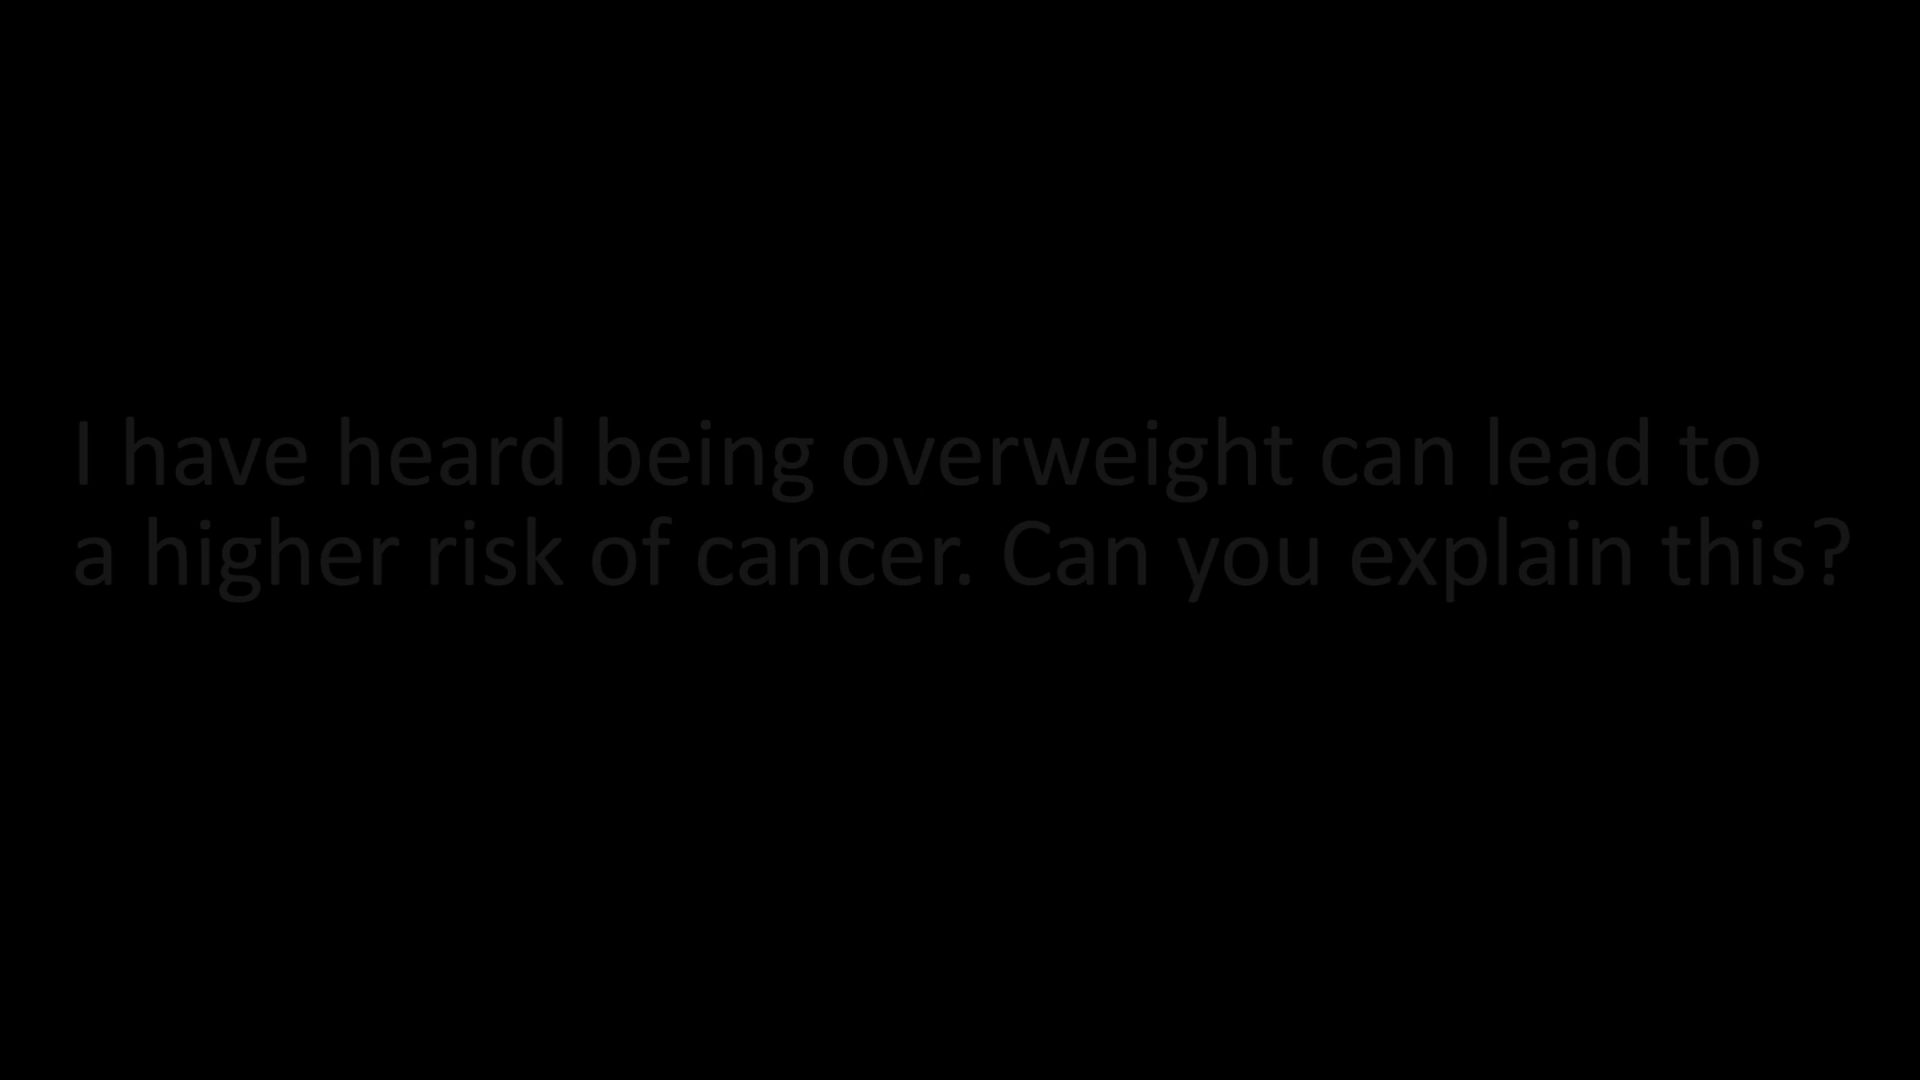 I have heard being overweight can lead to
a higher risk of cancer. Can you explain this?